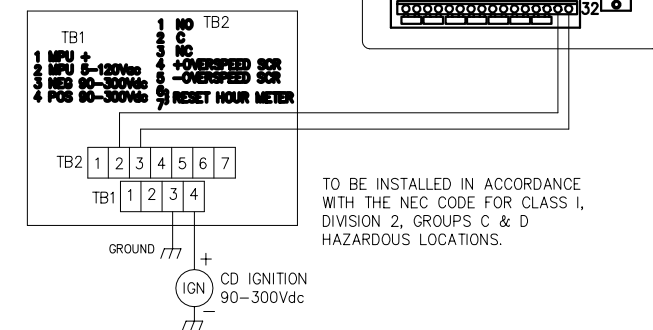 32
TB1
1 MPU +
2 MPU 5-120Vac
3 NEG 90-300Vdc
4 POS 90-300Vdc
TB2
1 NO
2 C
3 NC
4 +OVERSPEED SCR
5 -OVERSPEED SCR
6
7 RESET HOUR METER
TB2 1 2 3 4 5 6 7
TB1 1 2 3 4
TO BE INSTALLED IN ACCORDANCE
WITH THE NEC CODE FOR CLASS I,
DIVISION 2, GROUPS C & D
HAZARDOUS LOCATIONS.
GROUND
+
IGN
CD IGNITION
90-300Vdc
-